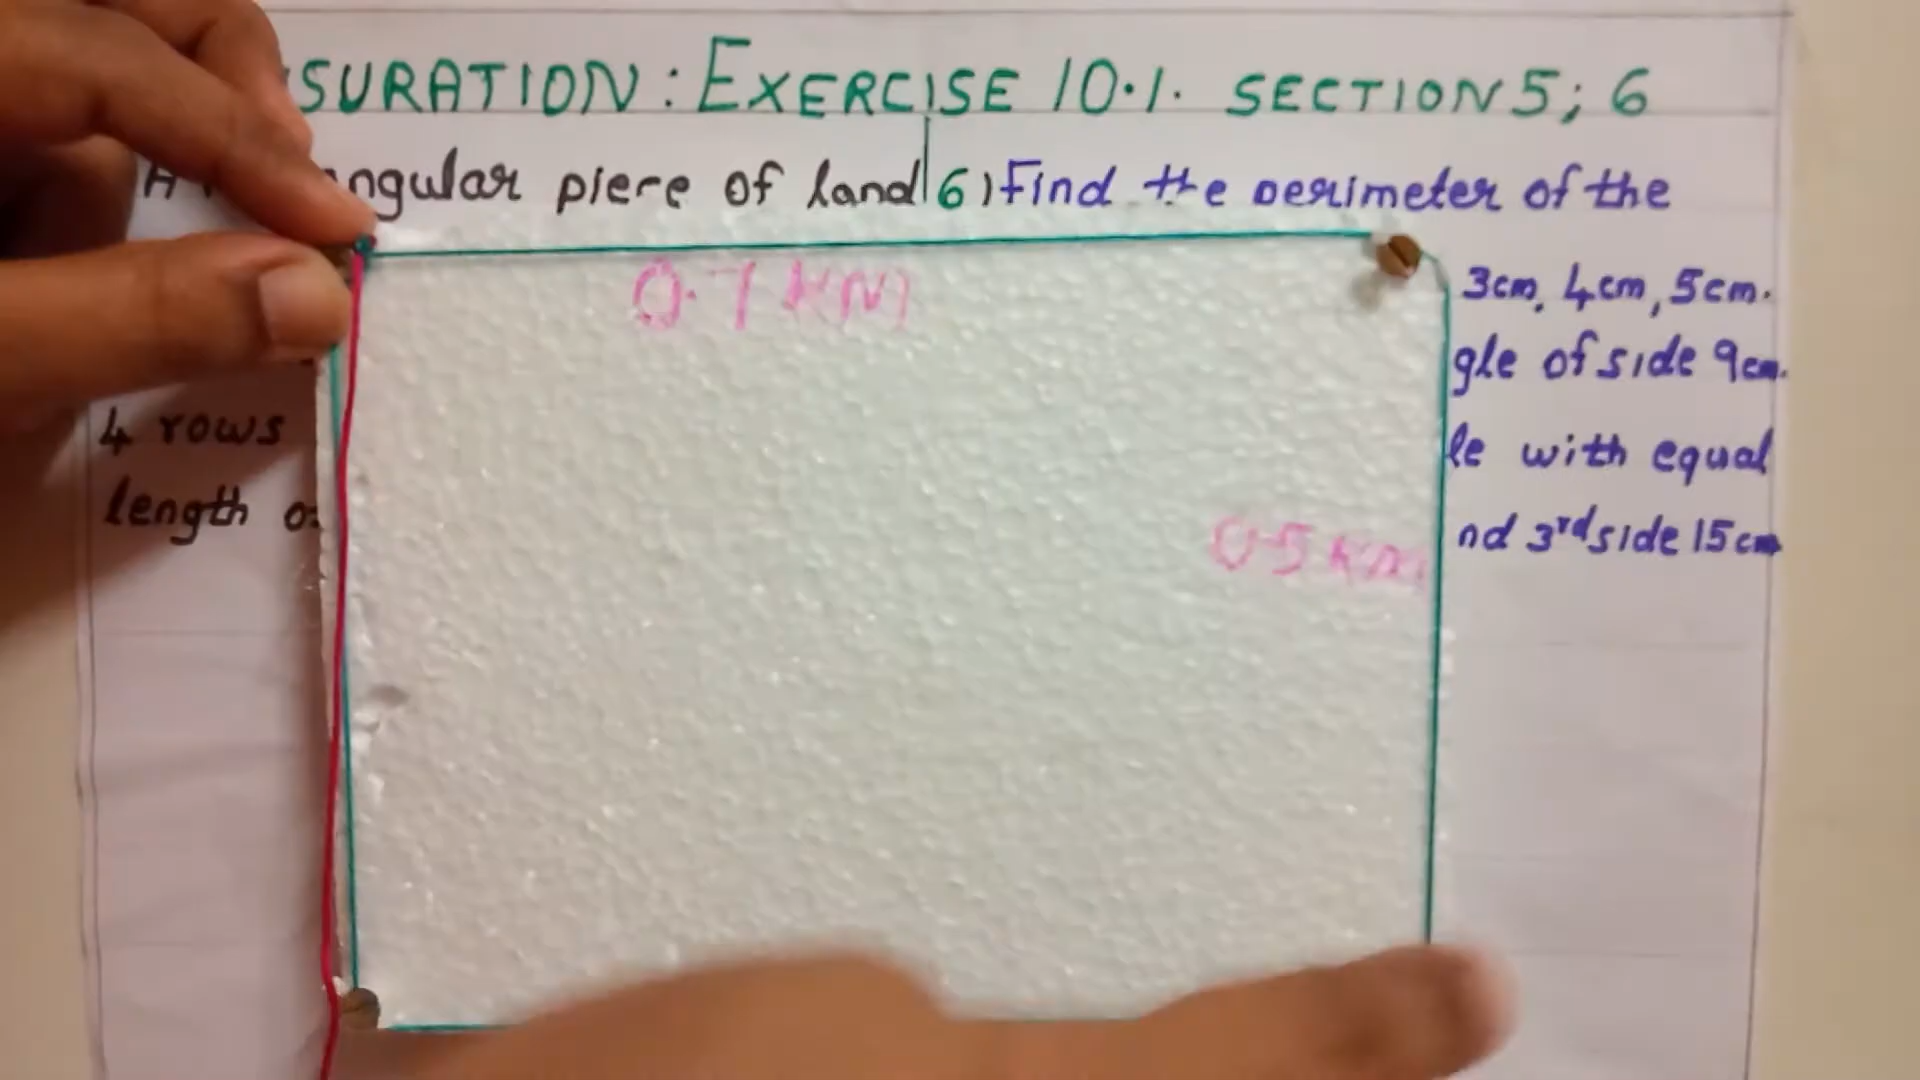 SURATION: EXERCISE 10.1. SECTION 5; 6
ngular piere of land
6) Find the perimeter of the
3cm, 4cm, 5cm.
gle of side 9cm.
le with equal
nd 3rd side 15cm
4 rows
length o
0.7 KM
0.5 KM